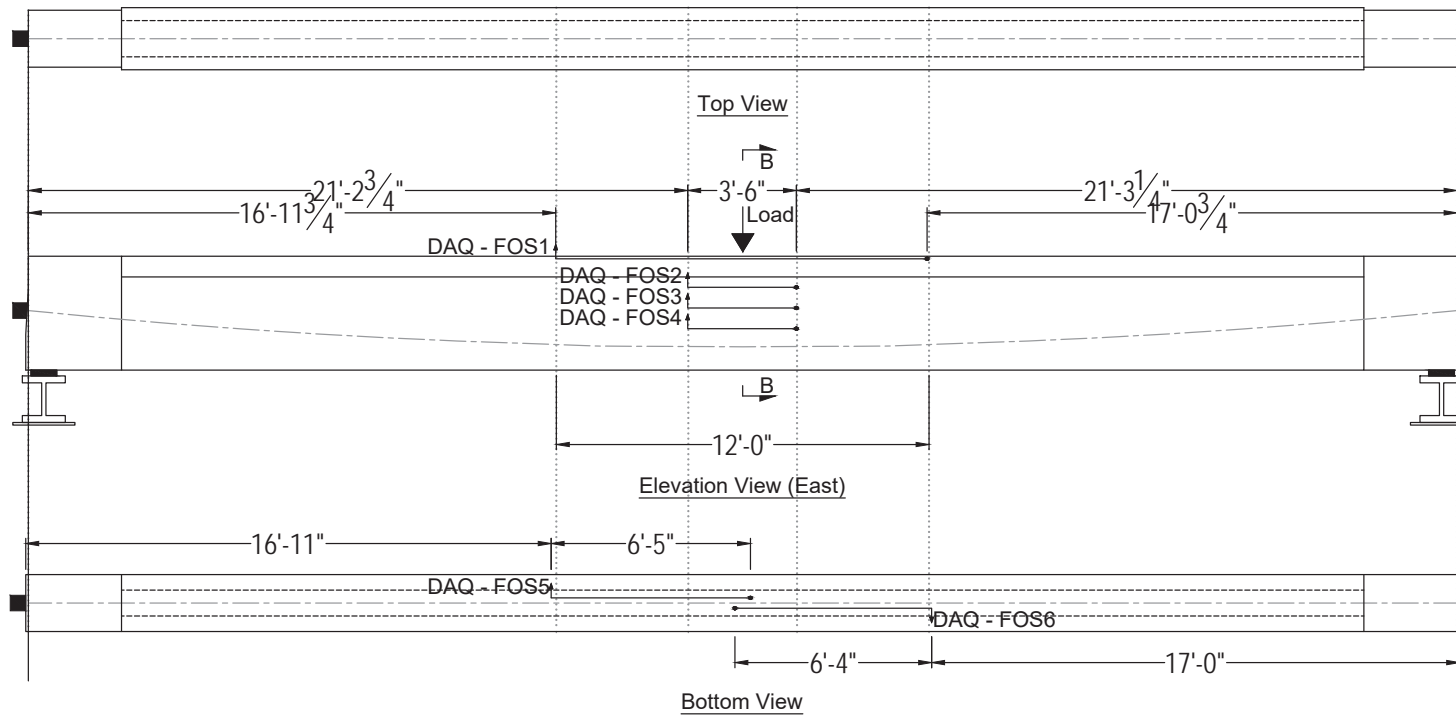 Top View
B
21'-2 3/4"
3'-6"
21'-3 1/4"
16'-11 3/4"
Load
17'-0 3/4"
DAQ - FOS1
DAQ - FOS2
DAQ - FOS3
DAQ - FOS4
B
12'-0"
Elevation View (East)
16'-11"
6'-5"
DAQ - FOS5
DAQ - FOS6
6'-4"
17'-0"
Bottom View